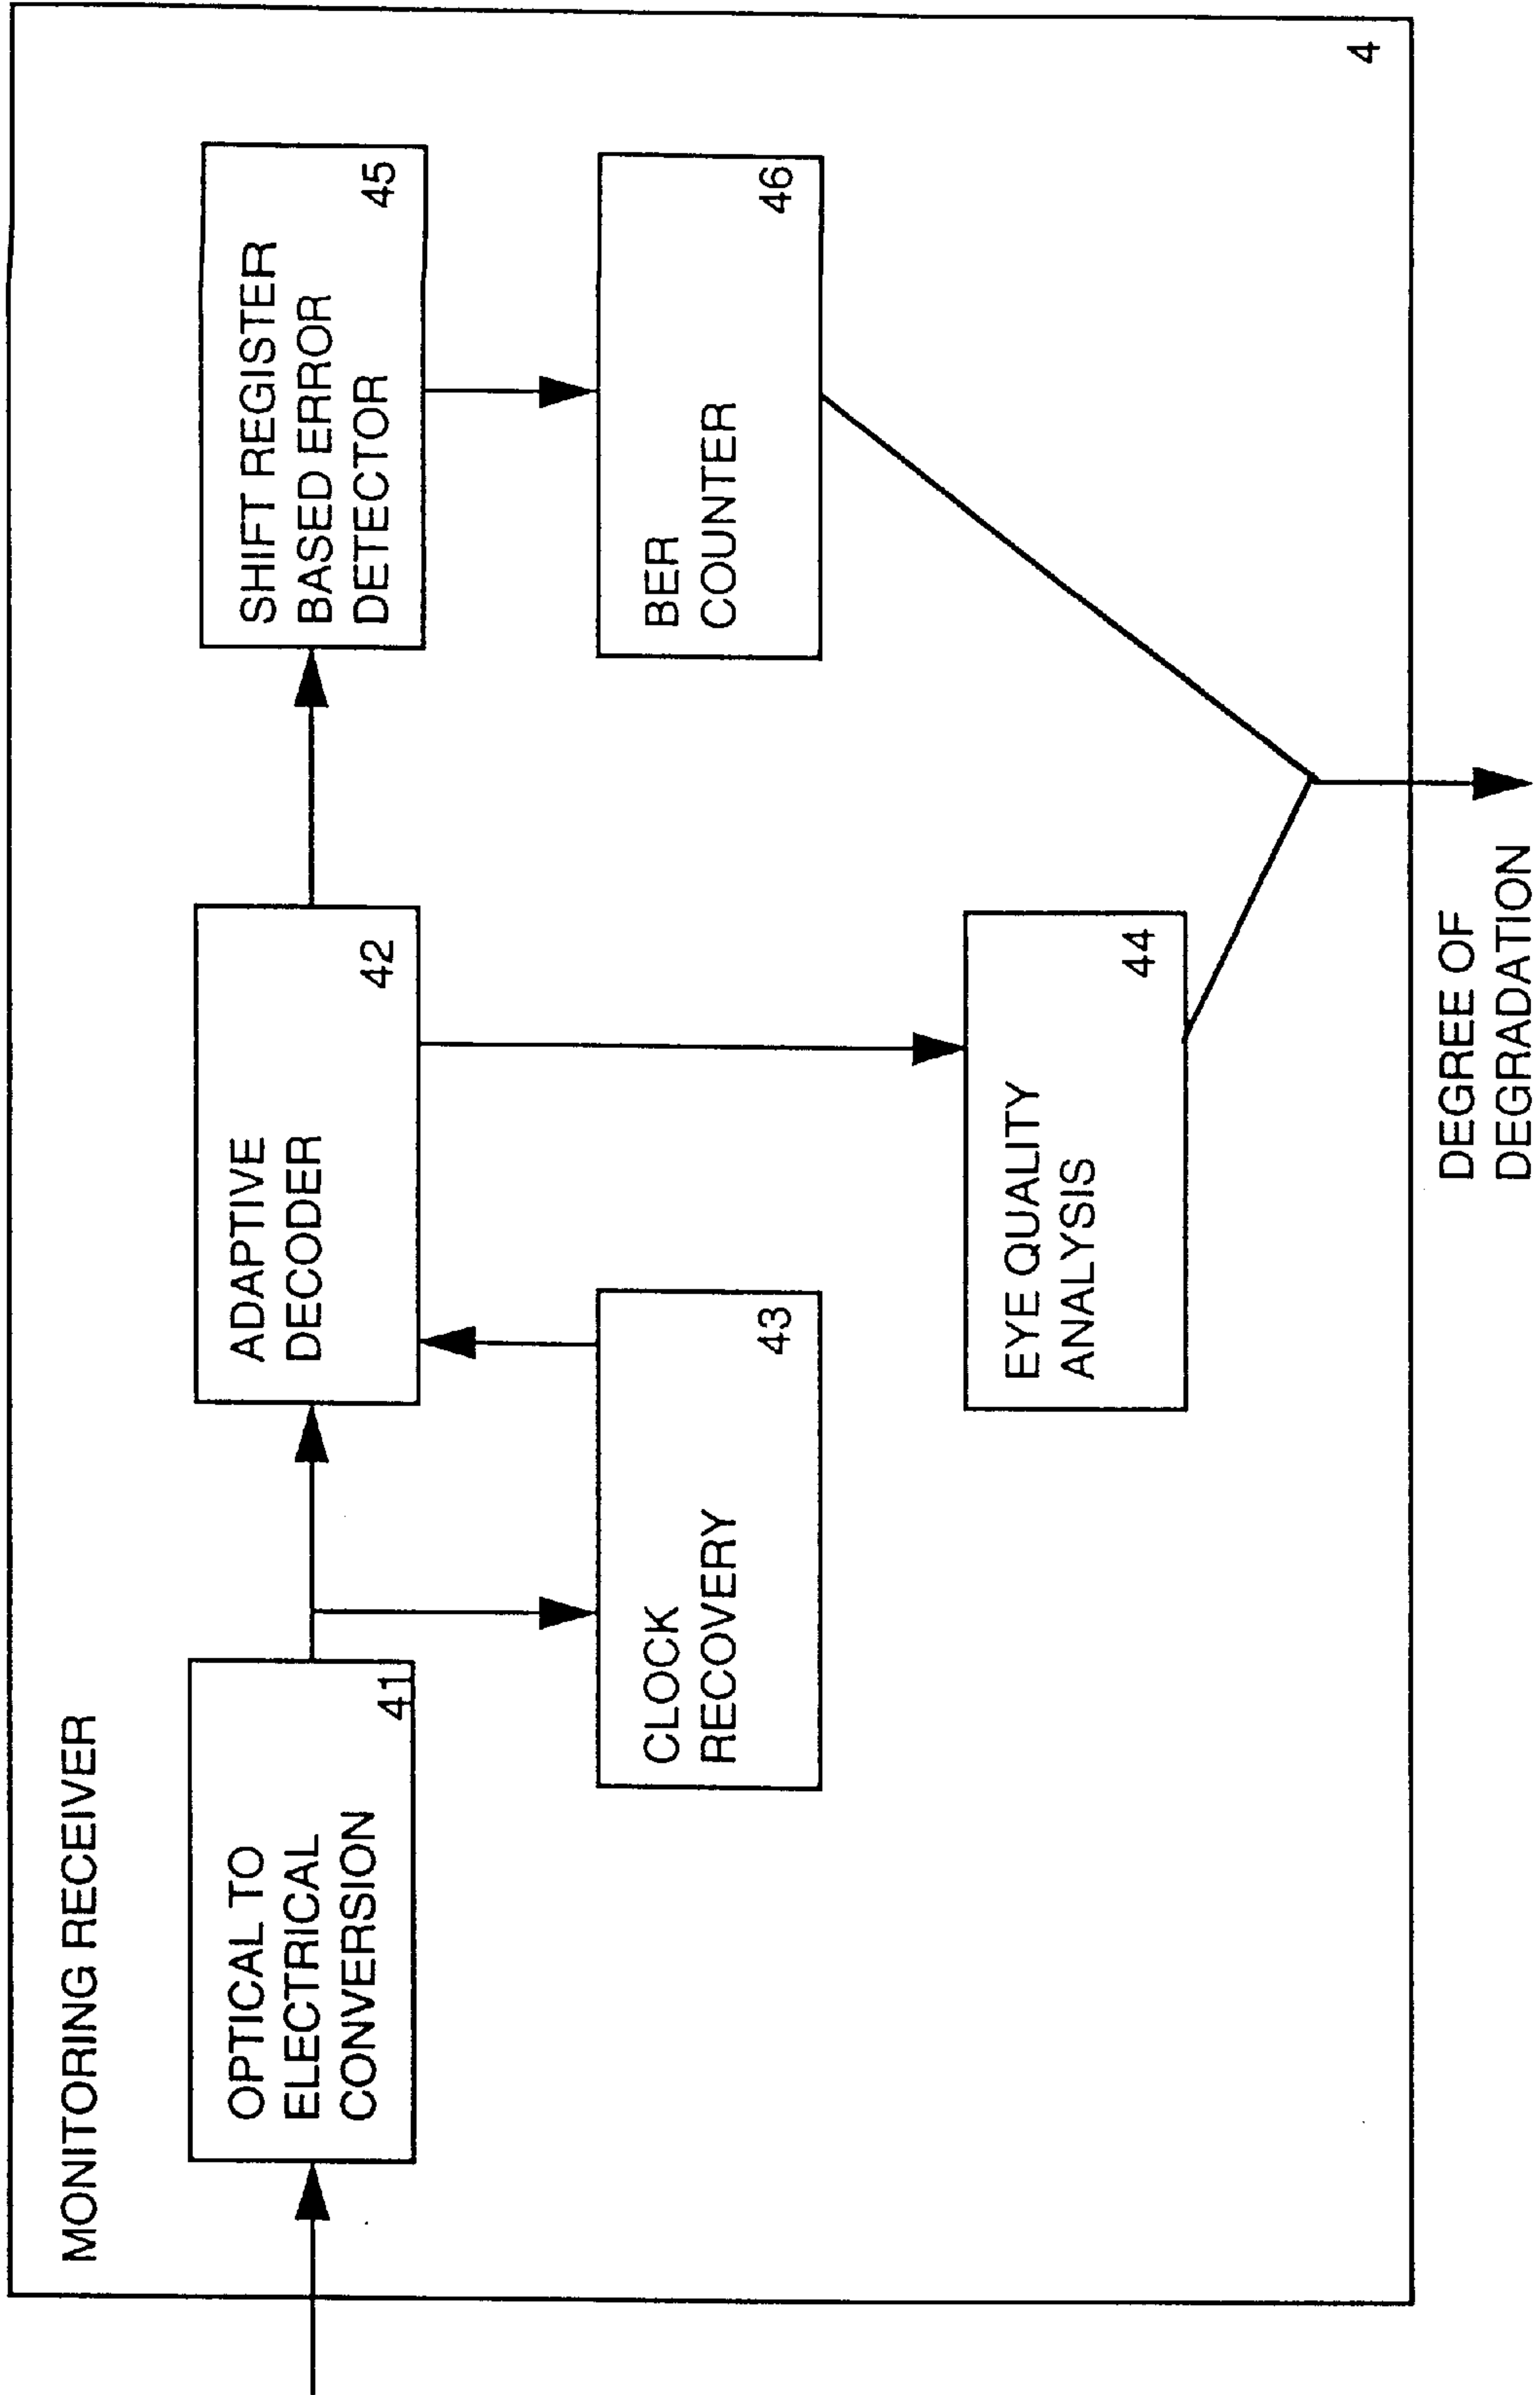 MONITORING RECEIVER
OPTICAL TO
ELECTRICAL
CONVERSION
41
ADAPTIVE
DECODER
42
SHIFT REGISTER
BASED ERROR
DETECTOR
45
CLOCK
RECOVERY
43
BER
COUNTER
46
EYE QUALITY
ANALYSIS
44
4
DEGREE OF
DEGRADATION